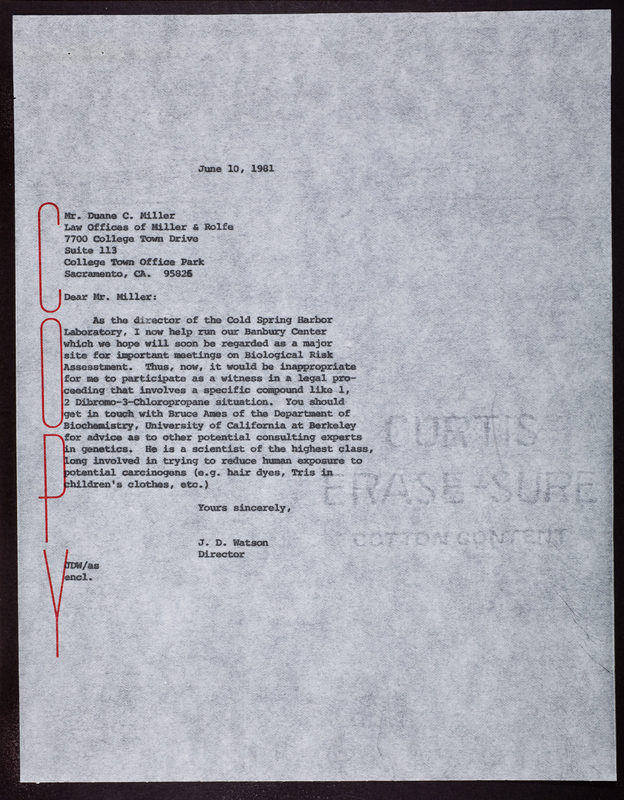 June 10, 1981
COPY
Mr. Duane C. Miller
Law Offices of Miller & Rolfe
7700 College Town Drive
Suite 113
College Town Office Park
Sacramento, CA. 95826
Dear Mr. Miller:
As the director of the Cold Spring Harbor
Laboratory, I now help run our Banbury Center
which we hope will soon be regarded as a major
site for important meetings on Biological Risk
Assesstment. Thus, now, it would be inappropriate
for me to participate as a witness in a legal pro-
ceeding that involves a specific compound like 1,
2 Dibromo-3-Chloropropane situation. You should
get in touch with Bruce Ames of the Department of
Biochemistry, University of California at Berkeley
for advice as to other potential consulting experts
in genetics. He is a scientist of the highest class,
long involved in trying to reduce human exposure to
potential carcinogens (e.g. hair dyes, Tris in
children's clothes, etc.)
Yours sincerely,
J. D. Watson
Director
JDW/as
encl.
CURTIS
ERASE-SURE
COTTON CONTENT